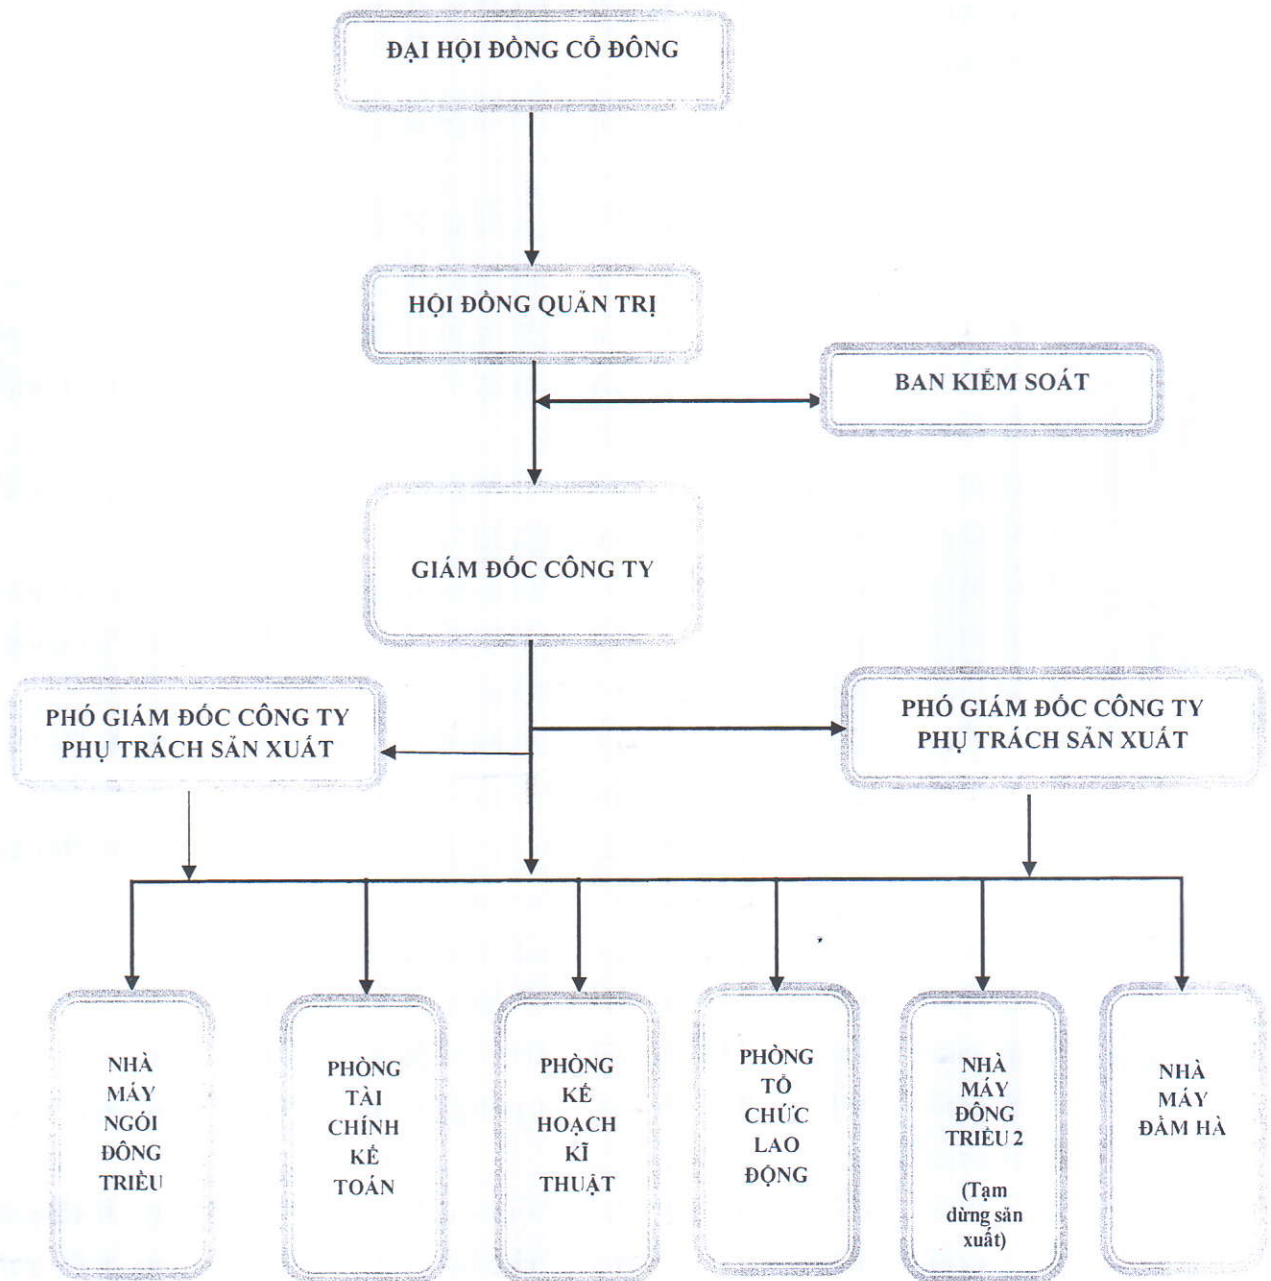 ĐẠI HỘI ĐỒNG CỔ ĐÔNG
HỘI ĐỒNG QUẢN TRỊ
BAN KIỂM SOÁT
GIÁM ĐỐC CÔNG TY
PHÓ GIÁM ĐỐC CÔNG TY
PHỤ TRÁCH SẢN XUẤT
PHÓ GIÁM ĐỐC CÔNG TY
PHỤ TRÁCH SẢN XUẤT
NHÀ
MÁY
NGÓI
ĐÔNG
TRIỀU
PHÒNG
TÀI
CHÍNH
KẾ
TOÁN
PHÒNG
KẾ
HOẠCH
KĨ
THUẬT
PHÒNG
TỔ
CHỨC
LAO
ĐỘNG
NHÀ
MÁY
ĐÔNG
TRIỀU 2
(Tạm
dừng sản
xuất)
NHÀ
MÁY
ĐẦM HÀ